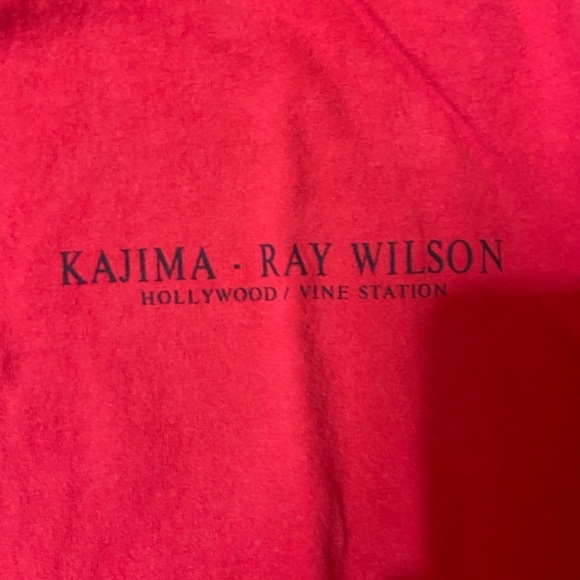 KAJIMA - RAY WILSON
HOLLYWOOD / VINE STATION